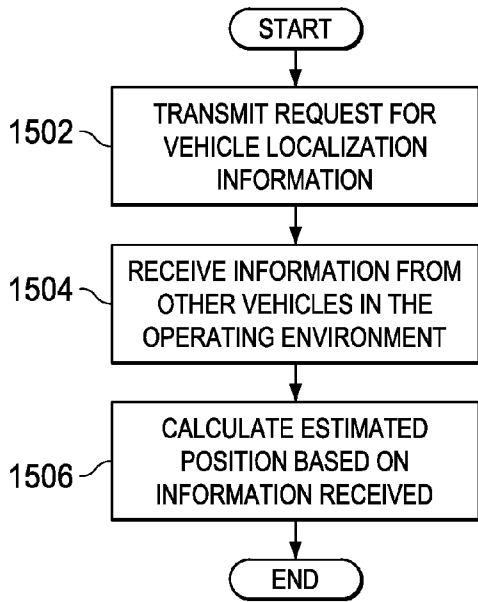 START
1502
TRANSMIT REQUEST FOR
VEHICLE LOCALIZATION
INFORMATION
1504
RECEIVE INFORMATION FROM
OTHER VEHICLES IN THE
OPERATING ENVIRONMENT
1506
CALCULATE ESTIMATED
POSITION BASED ON
INFORMATION RECEIVED
END